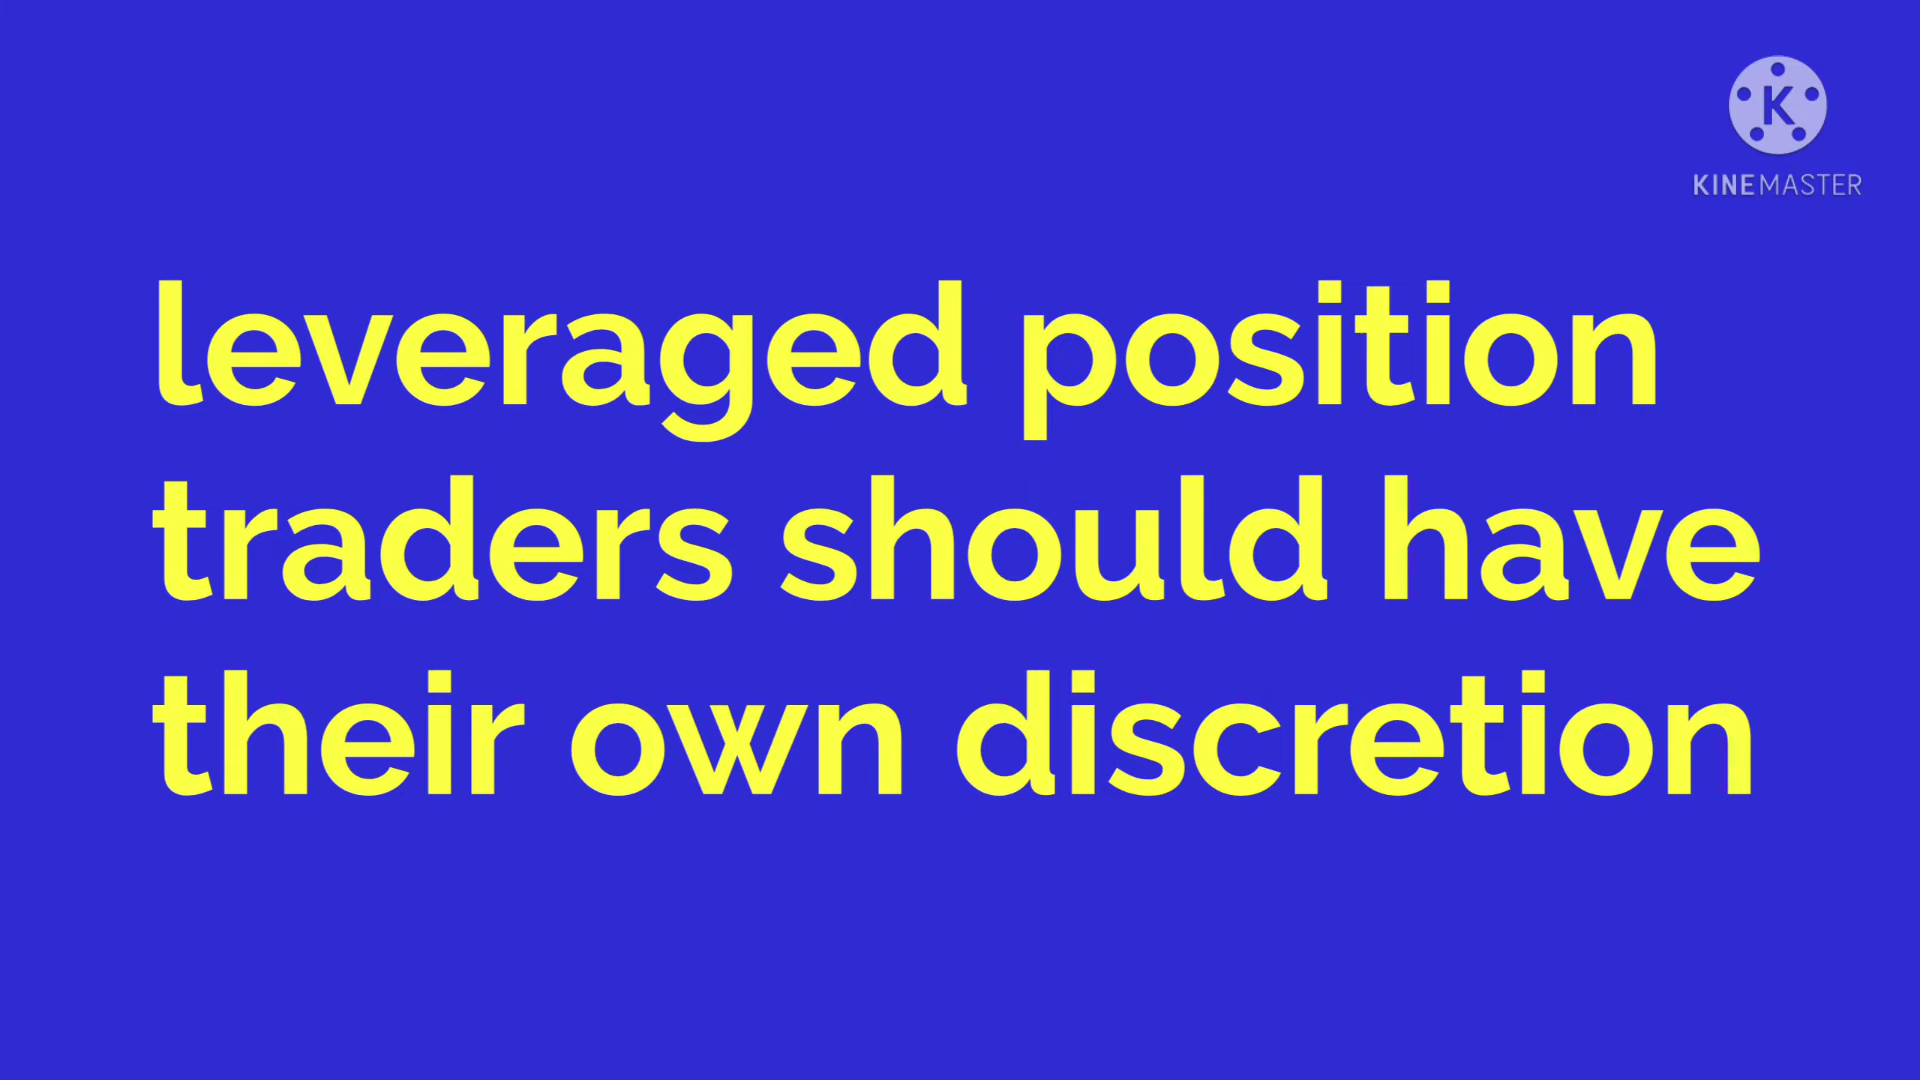 K
KINEMASTER
leveraged position
traders should have
their own discretion